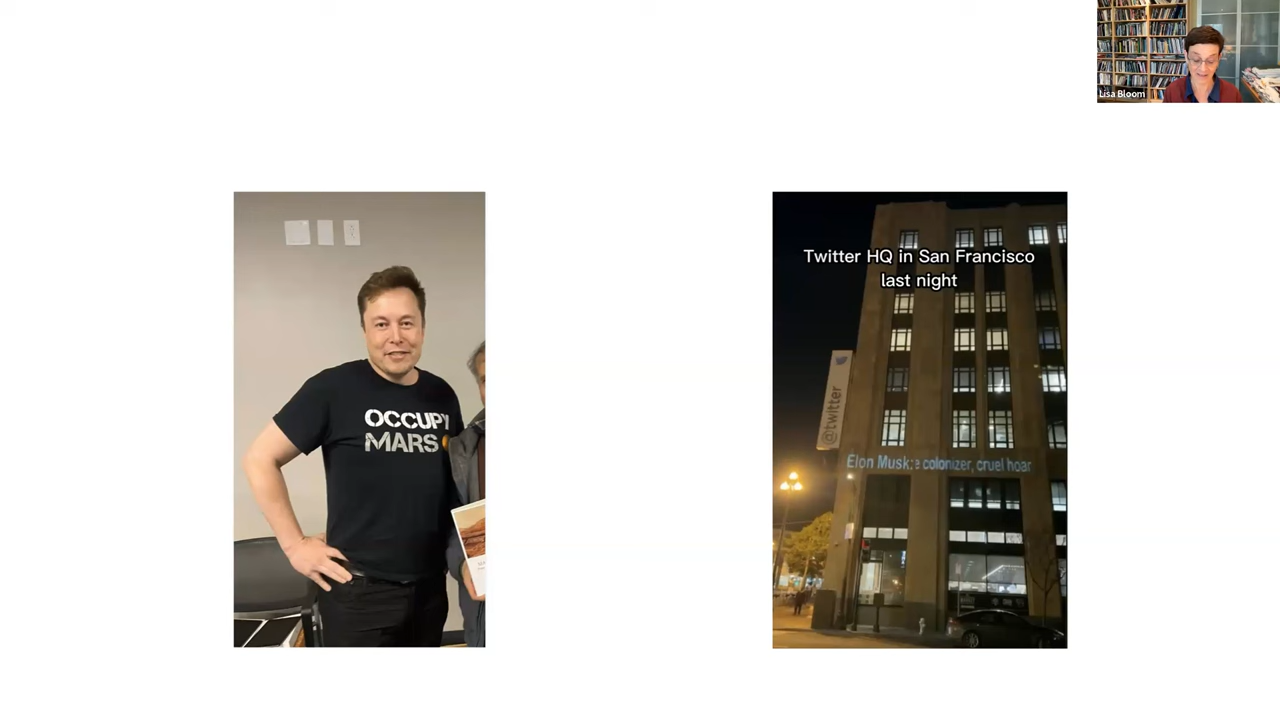 Lisa Bloom
OCCUPY
MARS
Twitter HQ in San Francisco
last night
@twitter
Elon Musk: colonizer, cruel hoar